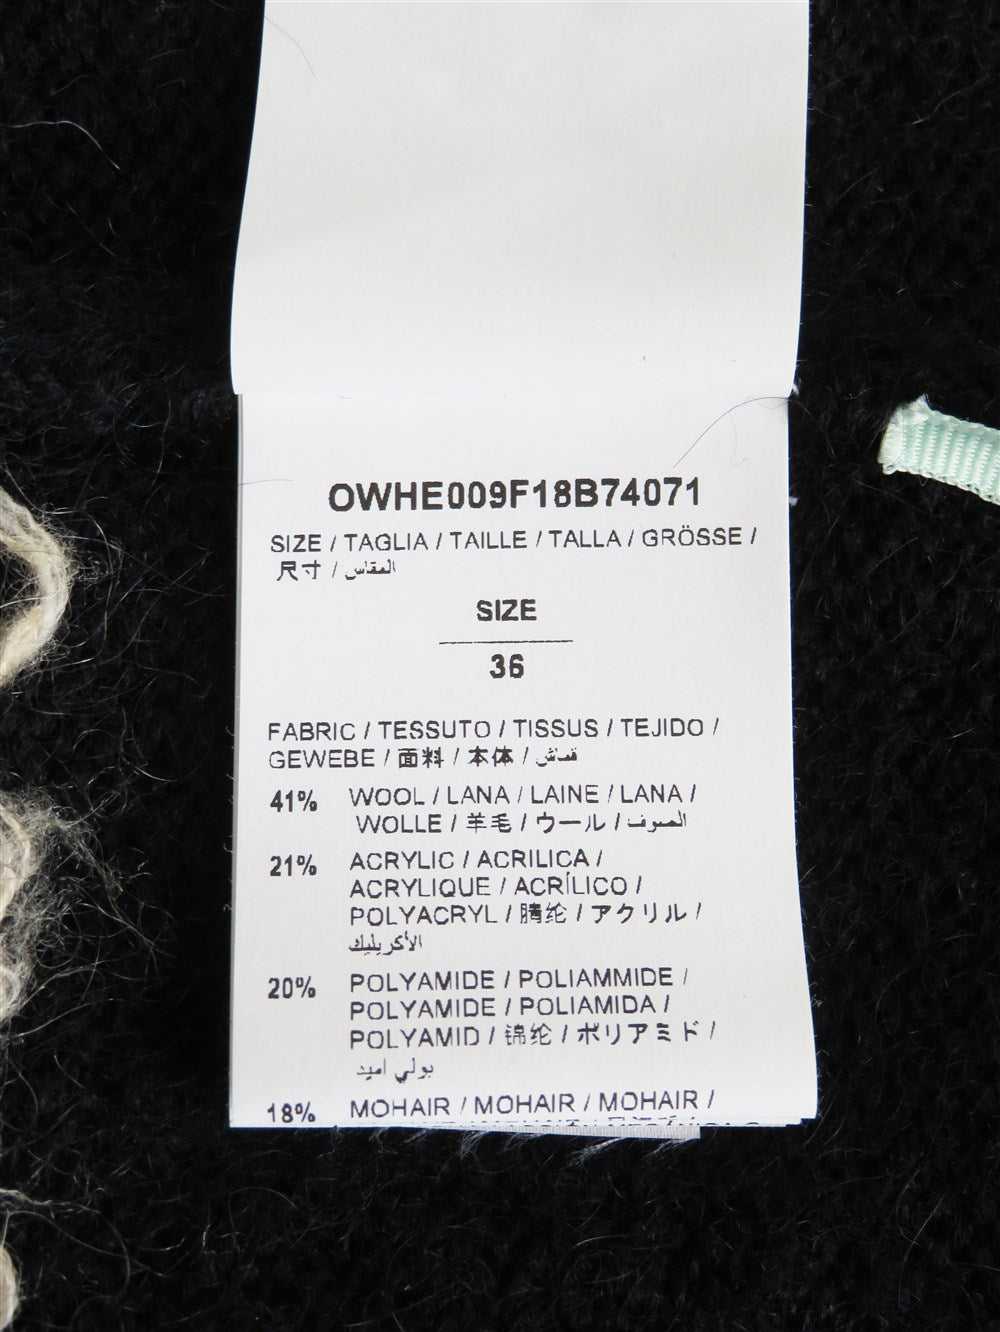 OWHE009F18B74071
SIZE / TAGLIA / TAILLE / TALLA / GRÖSSE /
尺寸 / المقاس
SIZE
36
FABRIC / TESSUTO / TISSUS / TEJIDO /
GEWEBE / 面料 / 本体 / قماش
41% WOOL / LANA / LAINE / LANA /
WOLLE / 羊毛 / ウール / الصوف
21% ACRYLIC / ACRILICA /
ACRYLIQUE / ACRÍLICO /
POLYACRYL / 腈纶 / アクリル /
الأكريليك
20% POLYAMIDE / POLIAMMIDE /
POLYAMIDE / POLIAMIDA /
POLYAMID / 锦纶 / ポリアミド /
بولي اميد
18% MOHAIR / MOHAIR / MOHAIR /